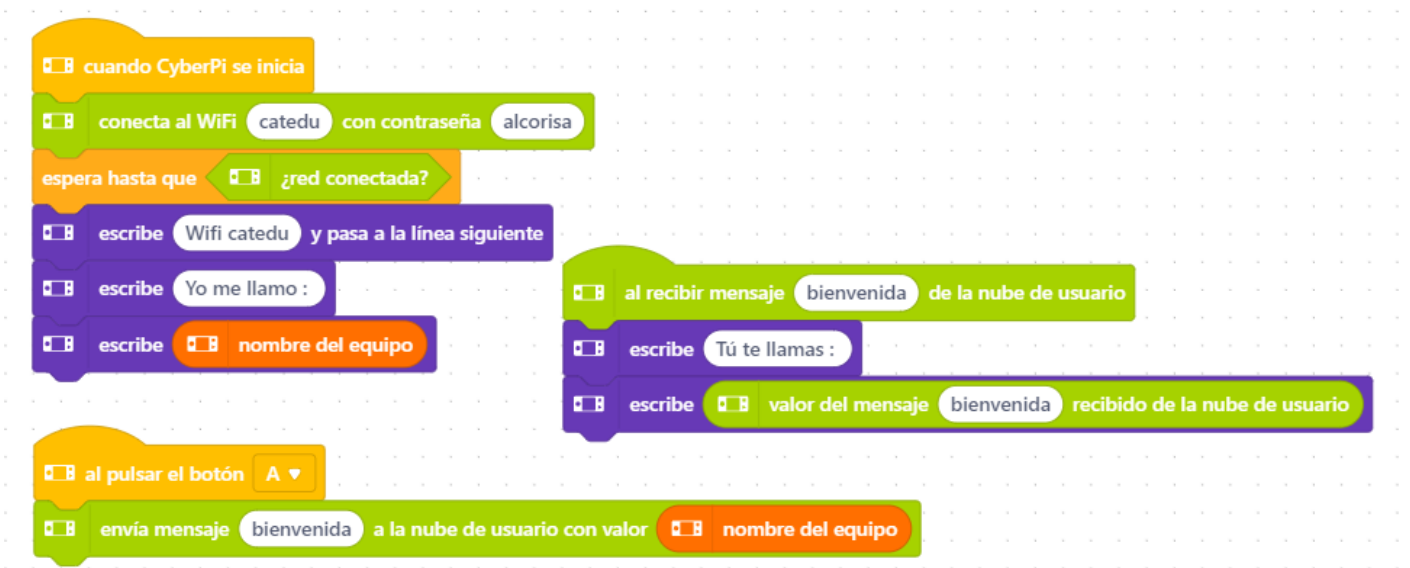 cuando CyberPi se inicia
conecta al WiFi catedu con contraseña alcorisa
espera hasta que ¿red conectada?
escribe Wifi catedu y pasa a la línea siguiente
escribe Yo me llamo :
escribe nombre del equipo
al recibir mensaje bienvenida de la nube de usuario
escribe Tú te llamas :
escribe valor del mensaje bienvenida recibido de la nube de usuario
al pulsar el botón A
envía mensaje bienvenida a la nube de usuario con valor nombre del equipo